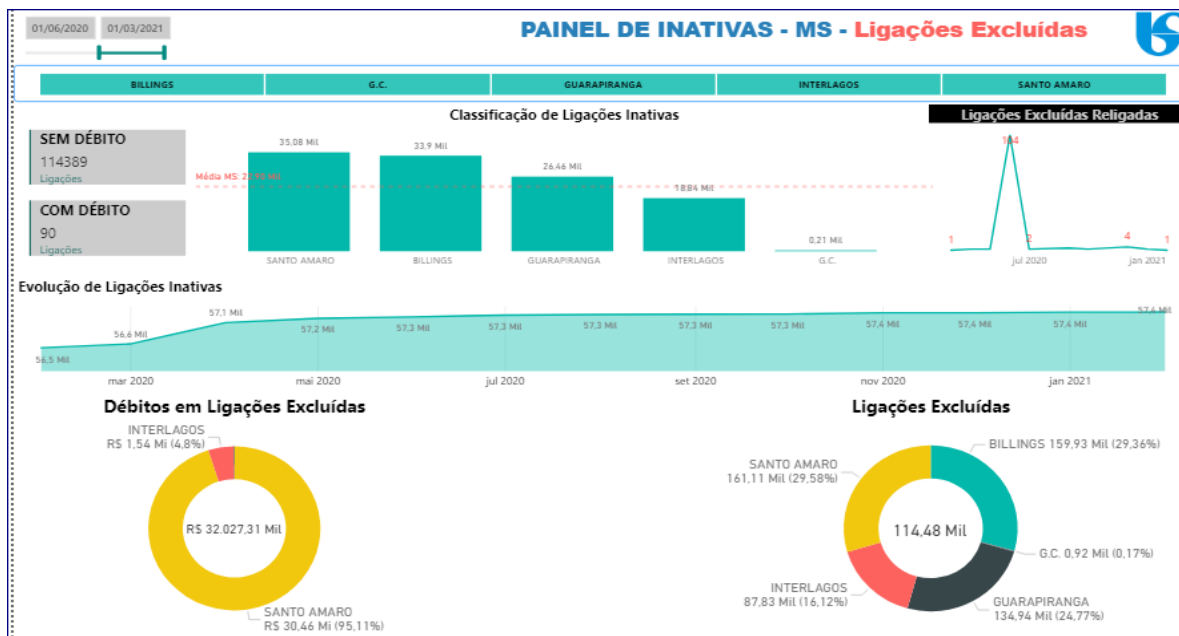 01/06/2020 01/03/2021
PAINEL DE INATIVAS - MS - Ligações Excluídas
BILLINGS G.C. GUARAPIRANGA INTERLAGOS SANTO AMARO
Classificação de Ligações Inativas
Ligações Excluídas Religadas
SEM DÉBITO
114389
Ligações
COM DÉBITO
90
Ligações
35,08 Mil
33,9 Mil
26,46 Mil
18,84 Mil
0,21 Mil
Média MS:
SANTO AMARO BILLINGS GUARAPIRANGA INTERLAGOS G.C.
1 2 4 1
jul 2020 jan 2021
Evolução de Ligações Inativas
56,5 Mil 56,6 Mil 57,1 Mil 57,2 Mil 57,3 Mil 57,3 Mil 57,3 Mil 57,3 Mil 57,3 Mil 57,4 Mil 57,4 Mil 57,4 Mil 57,4 Mil
mar 2020 mai 2020 jul 2020 set 2020 nov 2020 jan 2021
Débitos em Ligações Excluídas
INTERLAGOS
R$ 1,54 Mi (4,8%)
R$ 32.027,31 Mil
SANTO AMARO
R$ 30,46 Mi (95,11%)
Ligações Excluídas
BILLINGS 159,93 Mil (29,36%)
SANTO AMARO
161,11 Mil (29,58%)
114,48 Mil
G.C. 0,92 Mil (0,17%)
INTERLAGOS
87,83 Mil (16,12%)
GUARAPIRANGA
134,94 Mil (24,77%)